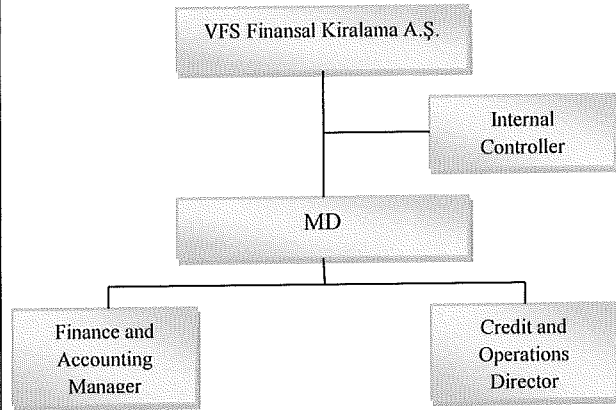 VFS Finansal Kiralama A.Ş.
Internal
Controller
MD
Finance and
Accounting
Manager
Credit and
Operations
Director